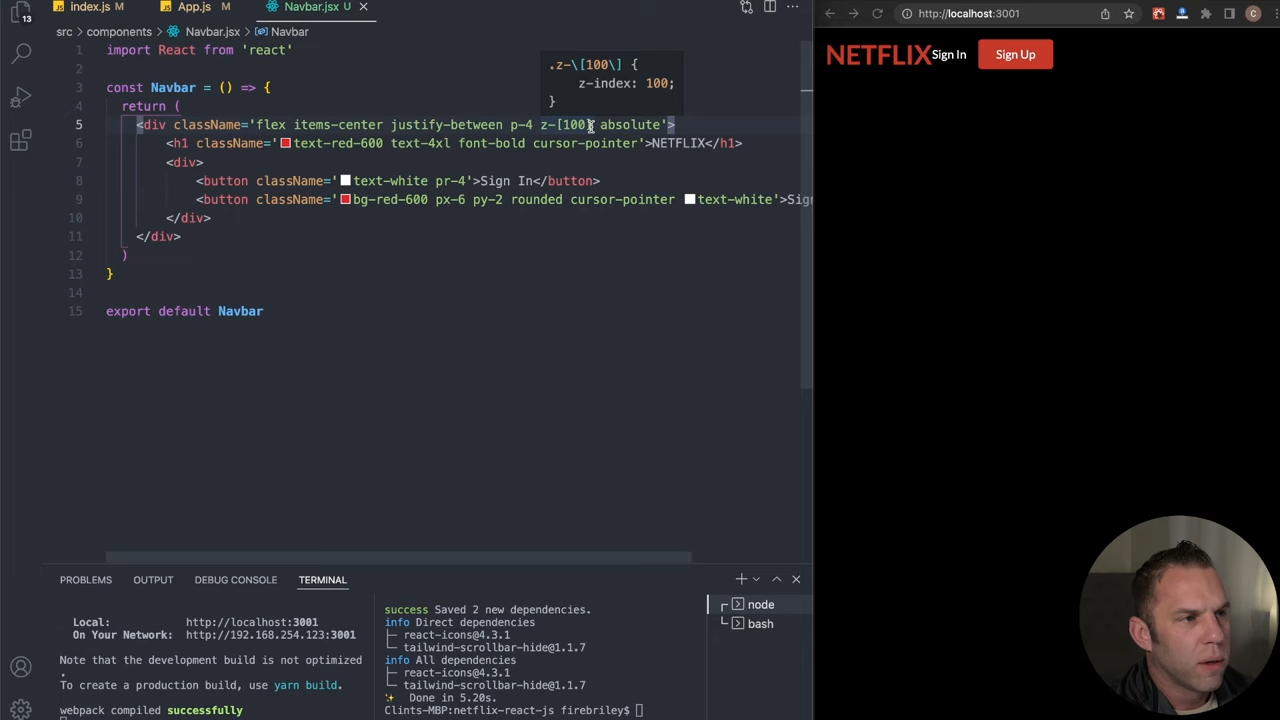 13
index.js M App.js M Navbar.jsx U
src > components > Navbar.jsx > Navbar
1 import React from 'react'
2
3 const Navbar = () => {
4 return (
5 <div className='flex items-center justify-between p-4 z-[100] absolute'>
6 <h1 className='text-red-600 text-4xl font-bold cursor-pointer'>NETFLIX</h1>
7 <div>
8 <button className='text-white pr-4'>Sign In</button>
9 <button className='bg-red-600 px-6 py-2 rounded cursor-pointer text-white'>Sig
10 </div>
11 </div>
12 )
13 }
14
15 export default Navbar
.z-\[100\] {
z-index: 100;
}
PROBLEMS OUTPUT DEBUG CONSOLE TERMINAL
Local: http://localhost:3001
On Your Network: http://192.168.254.123:3001
Note that the development build is not optimized
.
To create a production build, use yarn build.
webpack compiled successfully
success Saved 2 new dependencies.
info Direct dependencies
├─ react-icons@4.3.1
└─ tailwind-scrollbar-hide@1.1.7
info All dependencies
├─ react-icons@4.3.1
└─ tailwind-scrollbar-hide@1.1.7
✨ Done in 5.20s.
Clints-MBP:netflix-react-js firebriley$
node
bash
http://localhost:3001
C
NETFLIX Sign In Sign Up